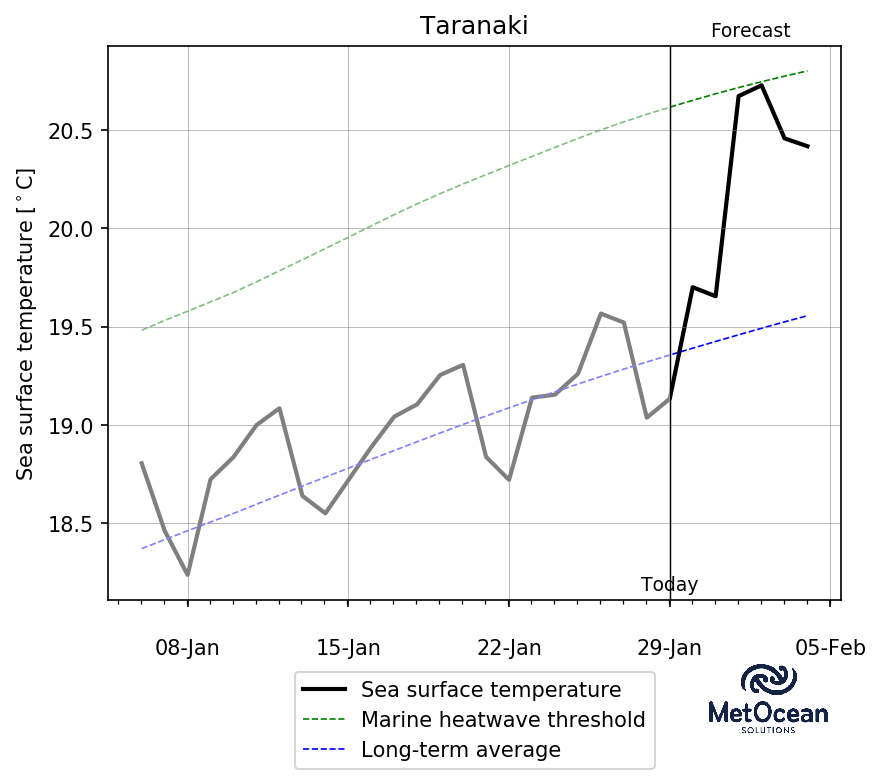 Taranaki
Forecast
Sea surface temperature [°C]
20.5
20.0
19.5
19.0
18.5
Today
08-Jan 15-Jan 22-Jan 29-Jan 05-Feb
Sea surface temperature
Marine heatwave threshold
Long-term average
MetOcean
SOLUTIONS